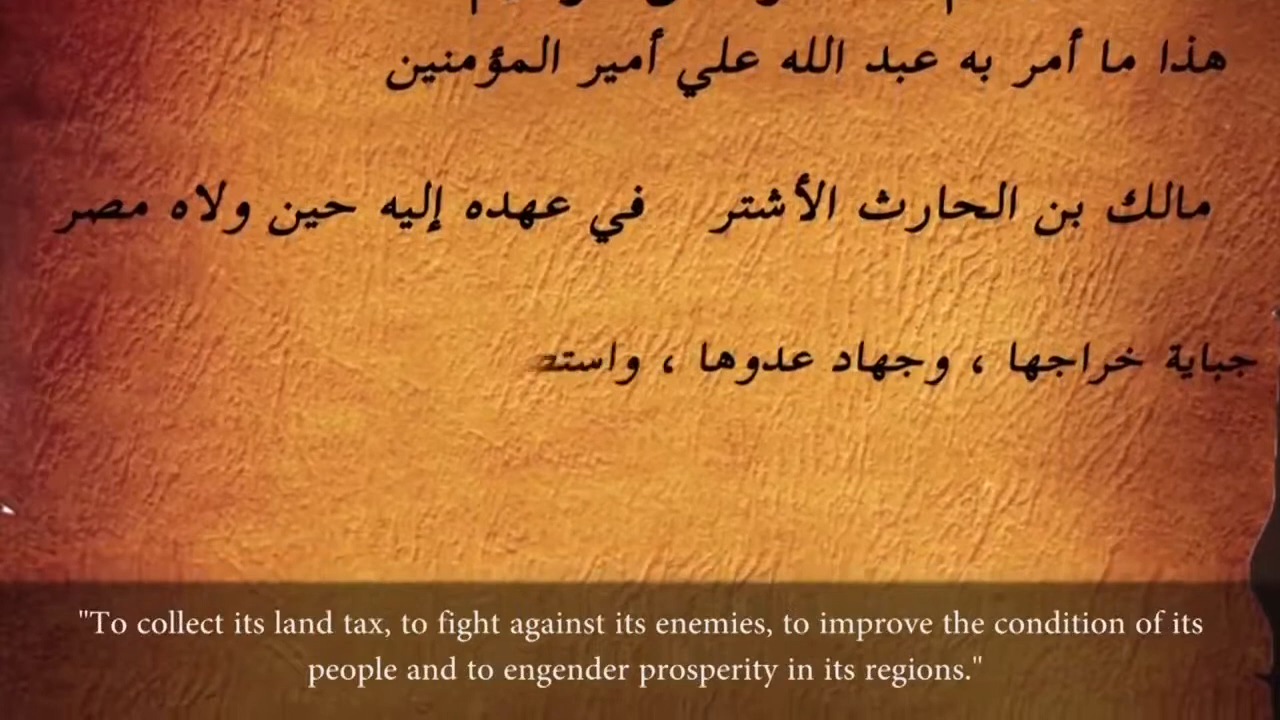 هذا ما أمر به عبد الله علي أمير المؤمنين
مالك بن الحارث الأشتر في عهده إليه حين ولاه مصر
جباية خراجها ، وجهاد عدوها ،
"To collect its land tax, to fight against its enemies, to improve the condition of its
people and to engender prosperity in its regions."